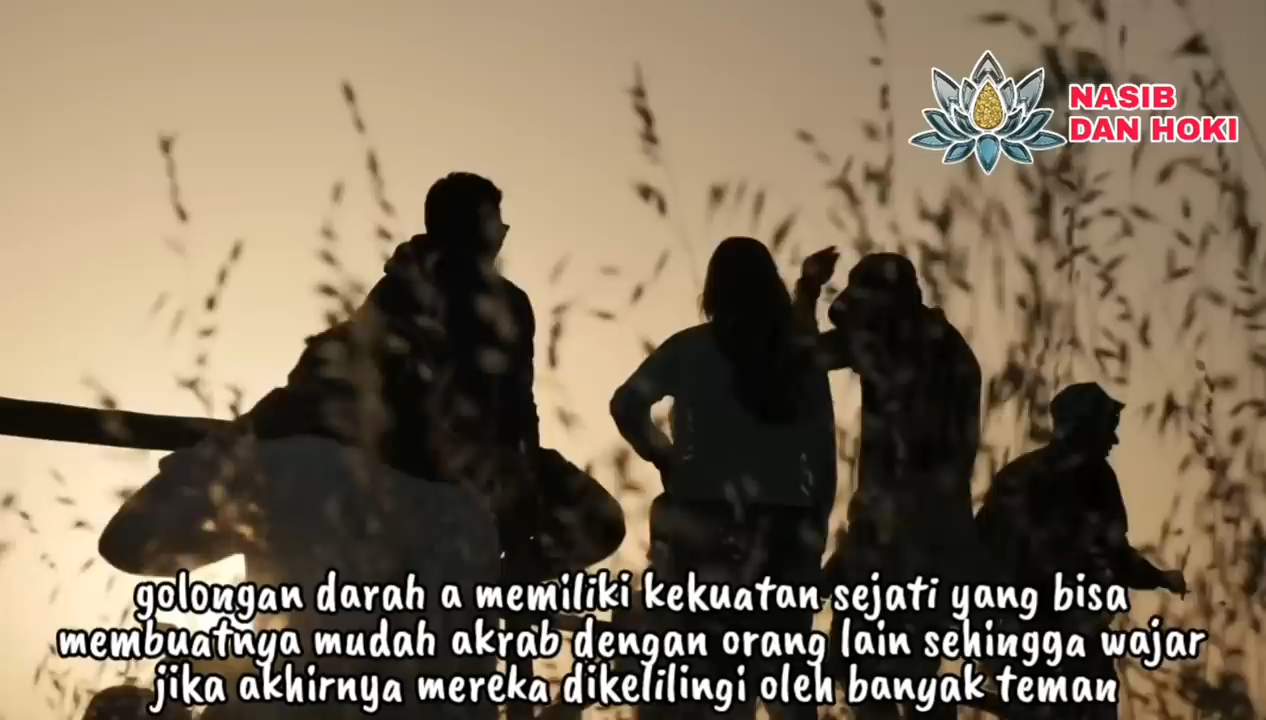 NASIB
DAN HOKI
golongan darah a memiliki kekuatan sejati yang bisa
membuatnya mudah akrab dengan orang lain sehingga wajar
jika akhirnya mereka dikelilingi oleh banyak teman